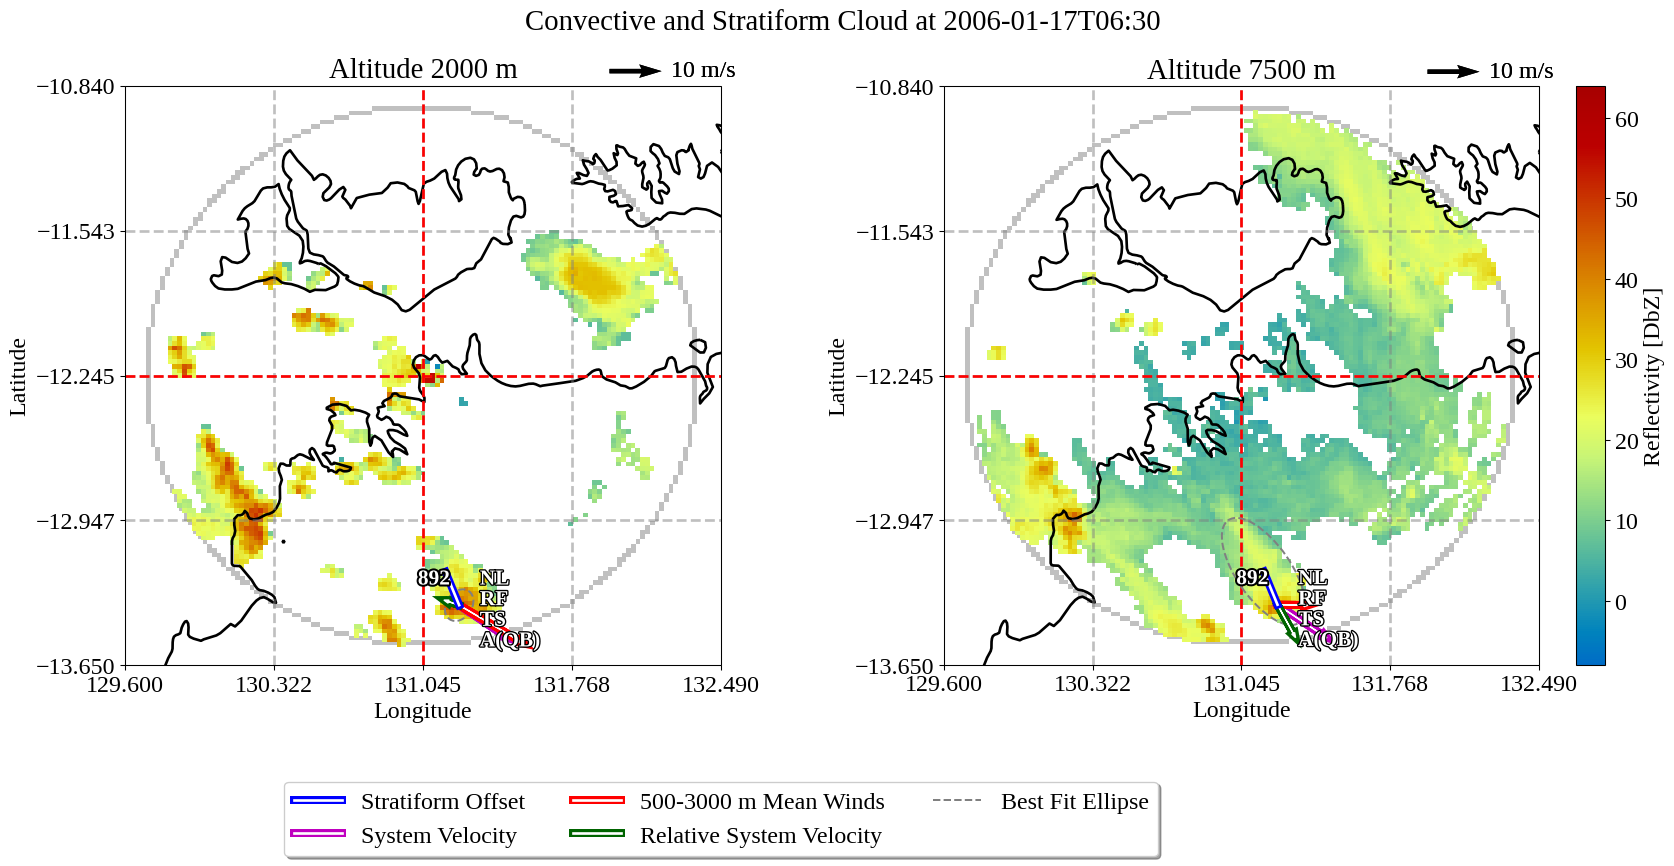 Convective and Stratiform Cloud at 2006-01-17T06:30
Altitude 2000 m
10 m/s
Altitude 7500 m
10 m/s
−10.840
−11.543
−12.245
−12.947
−13.650
Latitude
129.600
130.322
131.045
131.768
132.490
Longitude
892
NL
RF
TS
A(QB)
−10.840
−11.543
−12.245
−12.947
−13.650
Latitude
129.600
130.322
131.045
131.768
132.490
Longitude
892
NL
RF
TS
A(QB)
60
50
40
30
20
10
0
Reflectivity [DbZ]
Stratiform Offset
500-3000 m Mean Winds
Best Fit Ellipse
System Velocity
Relative System Velocity